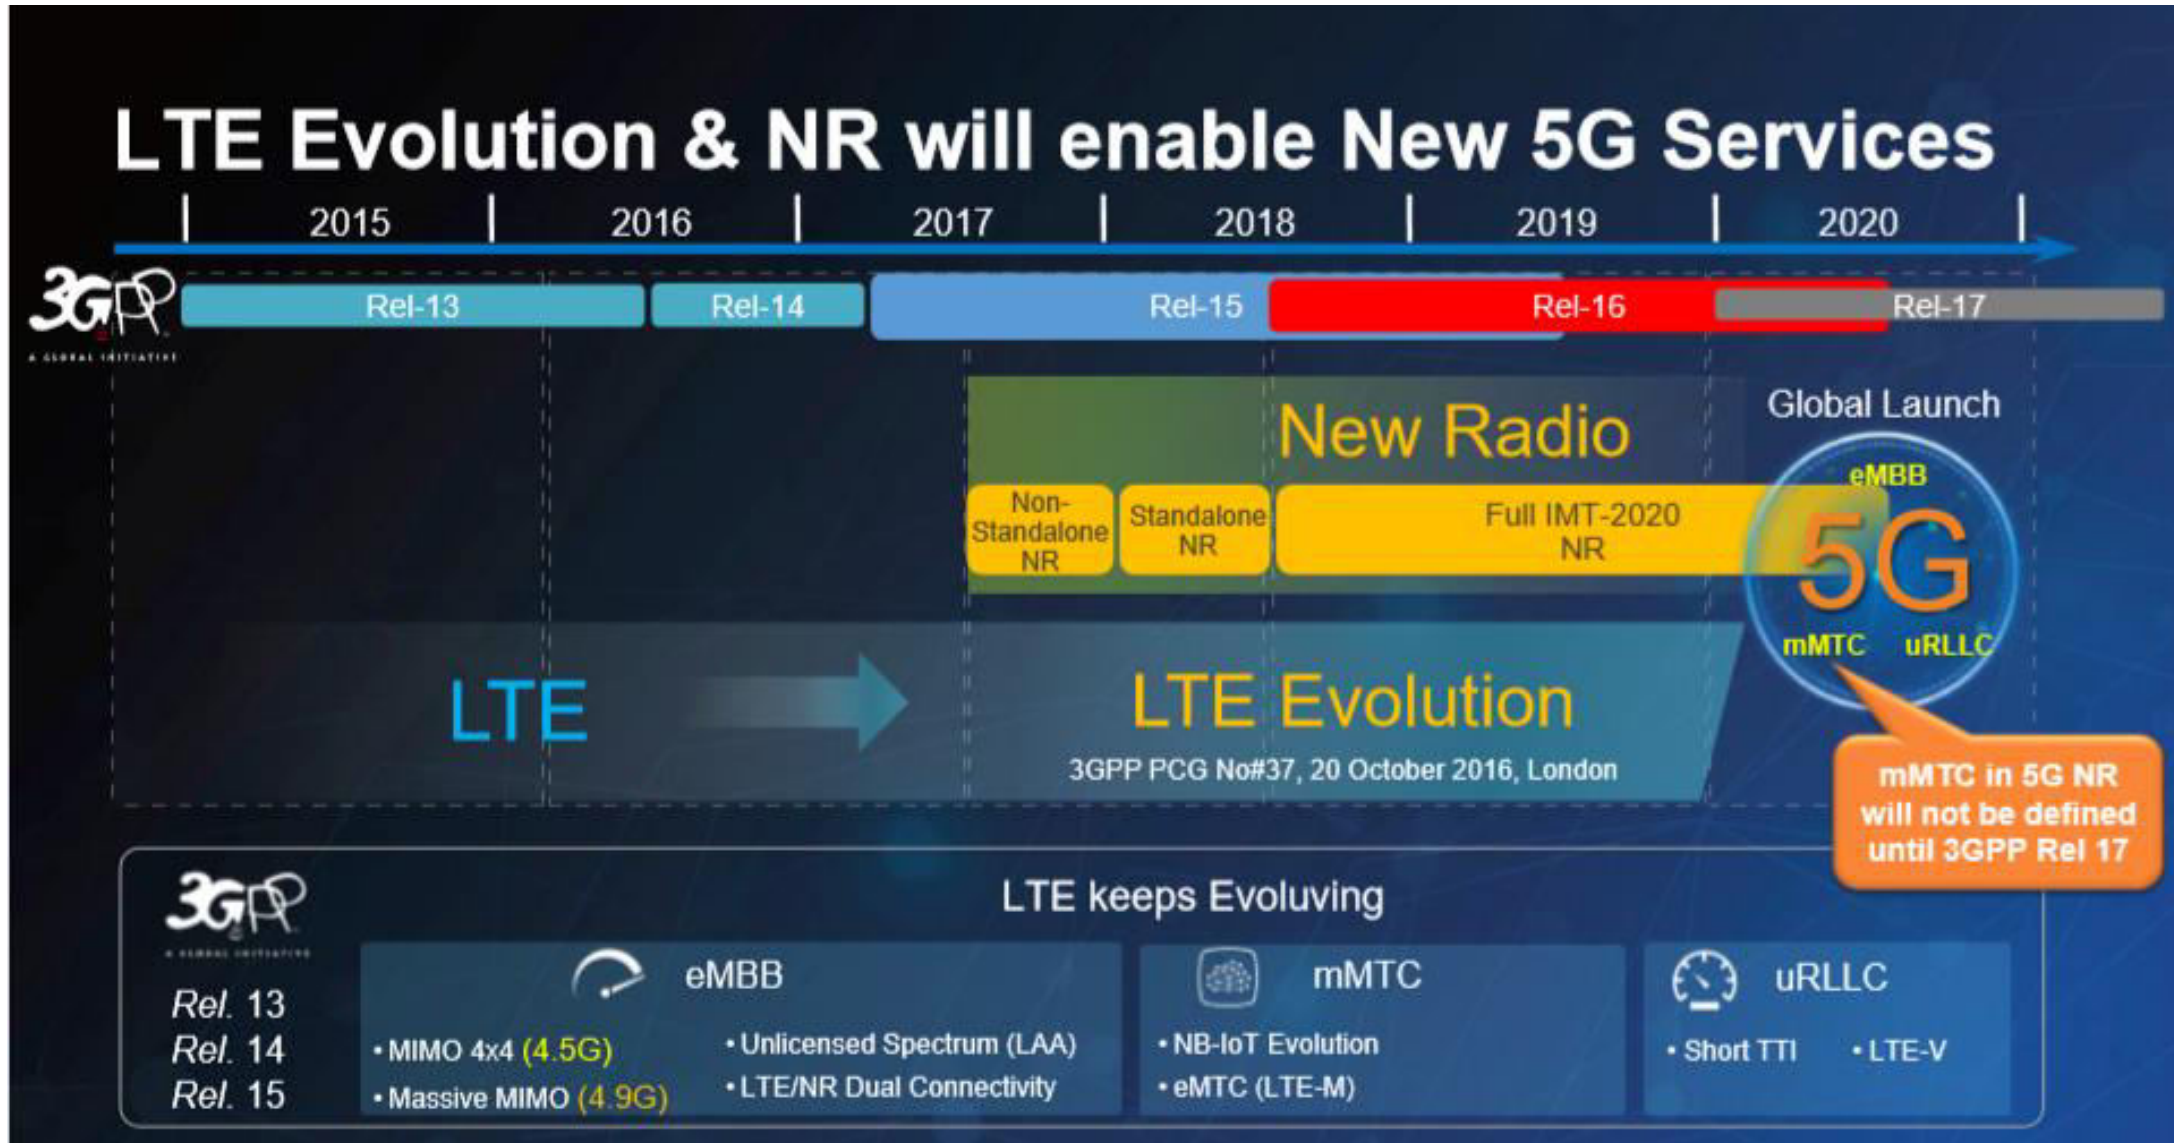 LTE Evolution & NR will enable New 5G Services
2015 2016 2017 2018 2019 2020
3GPP
A GLOBAL INITIATIVE
Rel-13 Rel-14 Rel-15 Rel-16 Rel-17
New Radio
Global Launch
Non-
Standalone
NR
Standalone
NR
Full IMT-2020
NR
eMBB
5G
mMTC uRLLC
LTE
LTE Evolution
3GPP PCG No#37, 20 October 2016, London
mMTC in 5G NR
will not be defined
until 3GPP Rel 17
3GPP
A GLOBAL INITIATIVE
LTE keeps Evoluving
Rel. 13
Rel. 14
Rel. 15
eMBB
• MIMO 4x4 (4.5G)
• Massive MIMO (4.9G)
• Unlicensed Spectrum (LAA)
• LTE/NR Dual Connectivity
mMTC
• NB-IoT Evolution
• eMTC (LTE-M)
uRLLC
• Short TTI • LTE-V